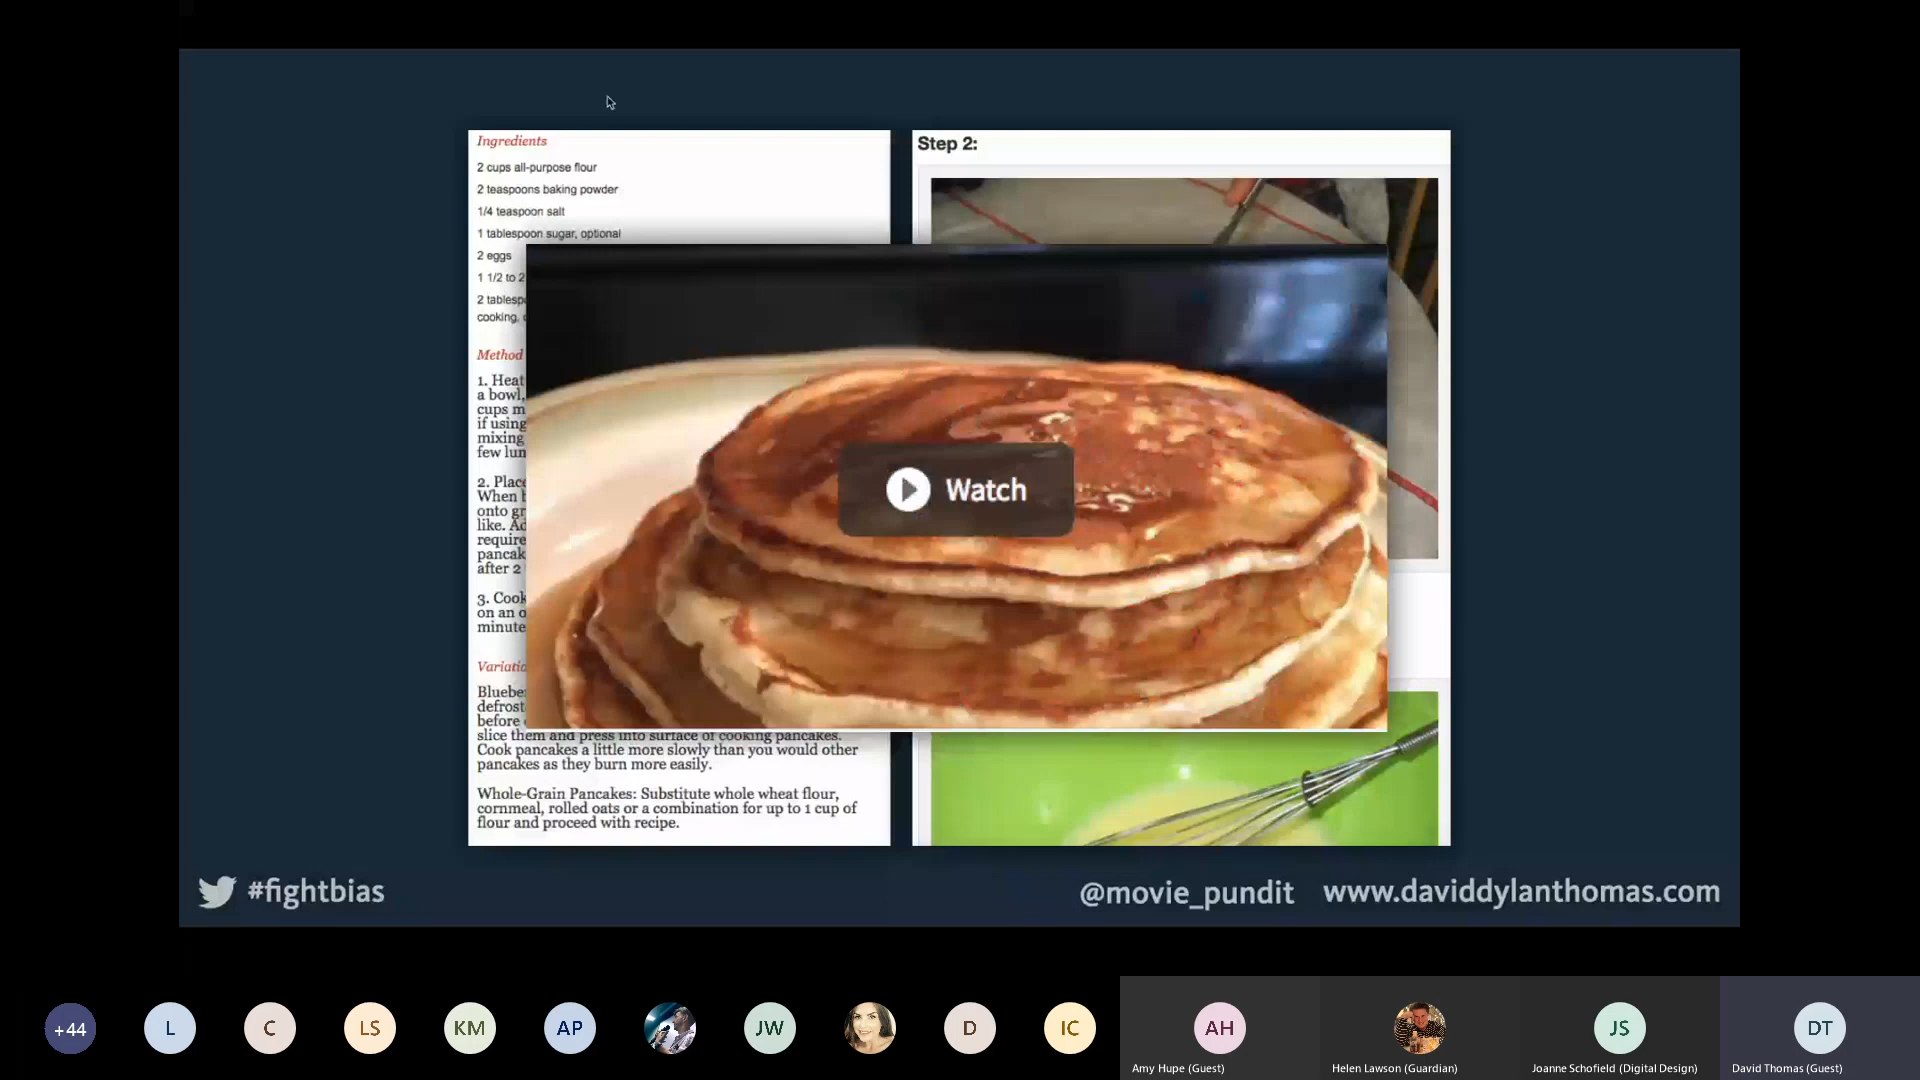 Ingredients
2 cups all-purpose flour
2 teaspoons baking powder
1/4 teaspoon salt
1 tablespoon sugar, optional
2 eggs
1 1/2 to 2
2 tablesp
cooking,
Method
1. Heat
a bowl,
cups m
if using
mixing
few lun
2. Place
When b
onto gr
like. Ad
require
pancak
after 2
3. Cook
on an o
minute
Variatio
Blueber
defrost
before
slice them and press into surface of cooking pancakes.
Cook pancakes a little more slowly than you would other
pancakes as they burn more easily.
Whole-Grain Pancakes: Substitute whole wheat flour,
cornmeal, rolled oats or a combination for up to 1 cup of
flour and proceed with recipe.
Step 2:
Watch
#fightbias
@movie_pundit www.daviddylanthomas.com
+44 L C LS KM AP JW D IC AH JS DT
Amy Hupe (Guest) Helen Lawson (Guardian) Joanne Schofield (Digital Design) David Thomas (Guest)